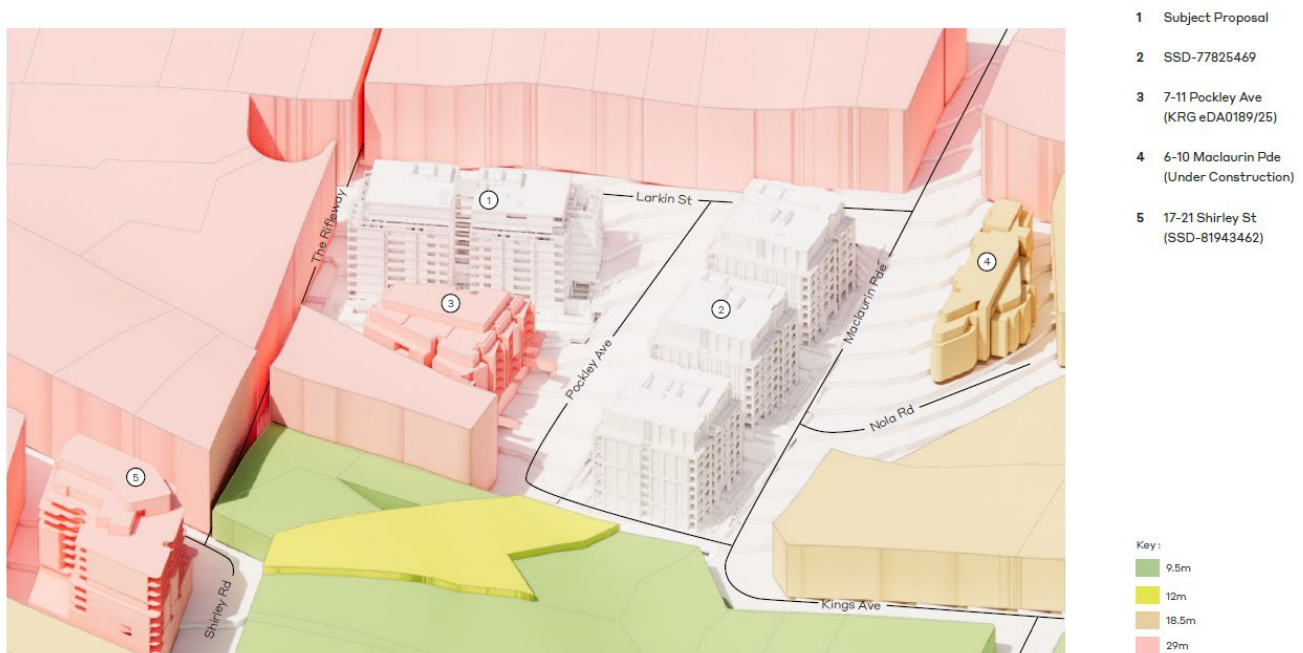 1 Subject Proposal
2 SSD-77825469
3 7-11 Pockley Ave
(KRG eDA0189/25)
4 6-10 Maclaurin Pde
(Under Construction)
5 17-21 Shirley St
(SSD-81943462)
The Rifleway
1
Larkin St
3
2
4
Pockley Ave
Maclaurin Pde
Nola Rd
5
Shirley Rd
Kings Ave
Key :
9.5m
12m
18.5m
29m